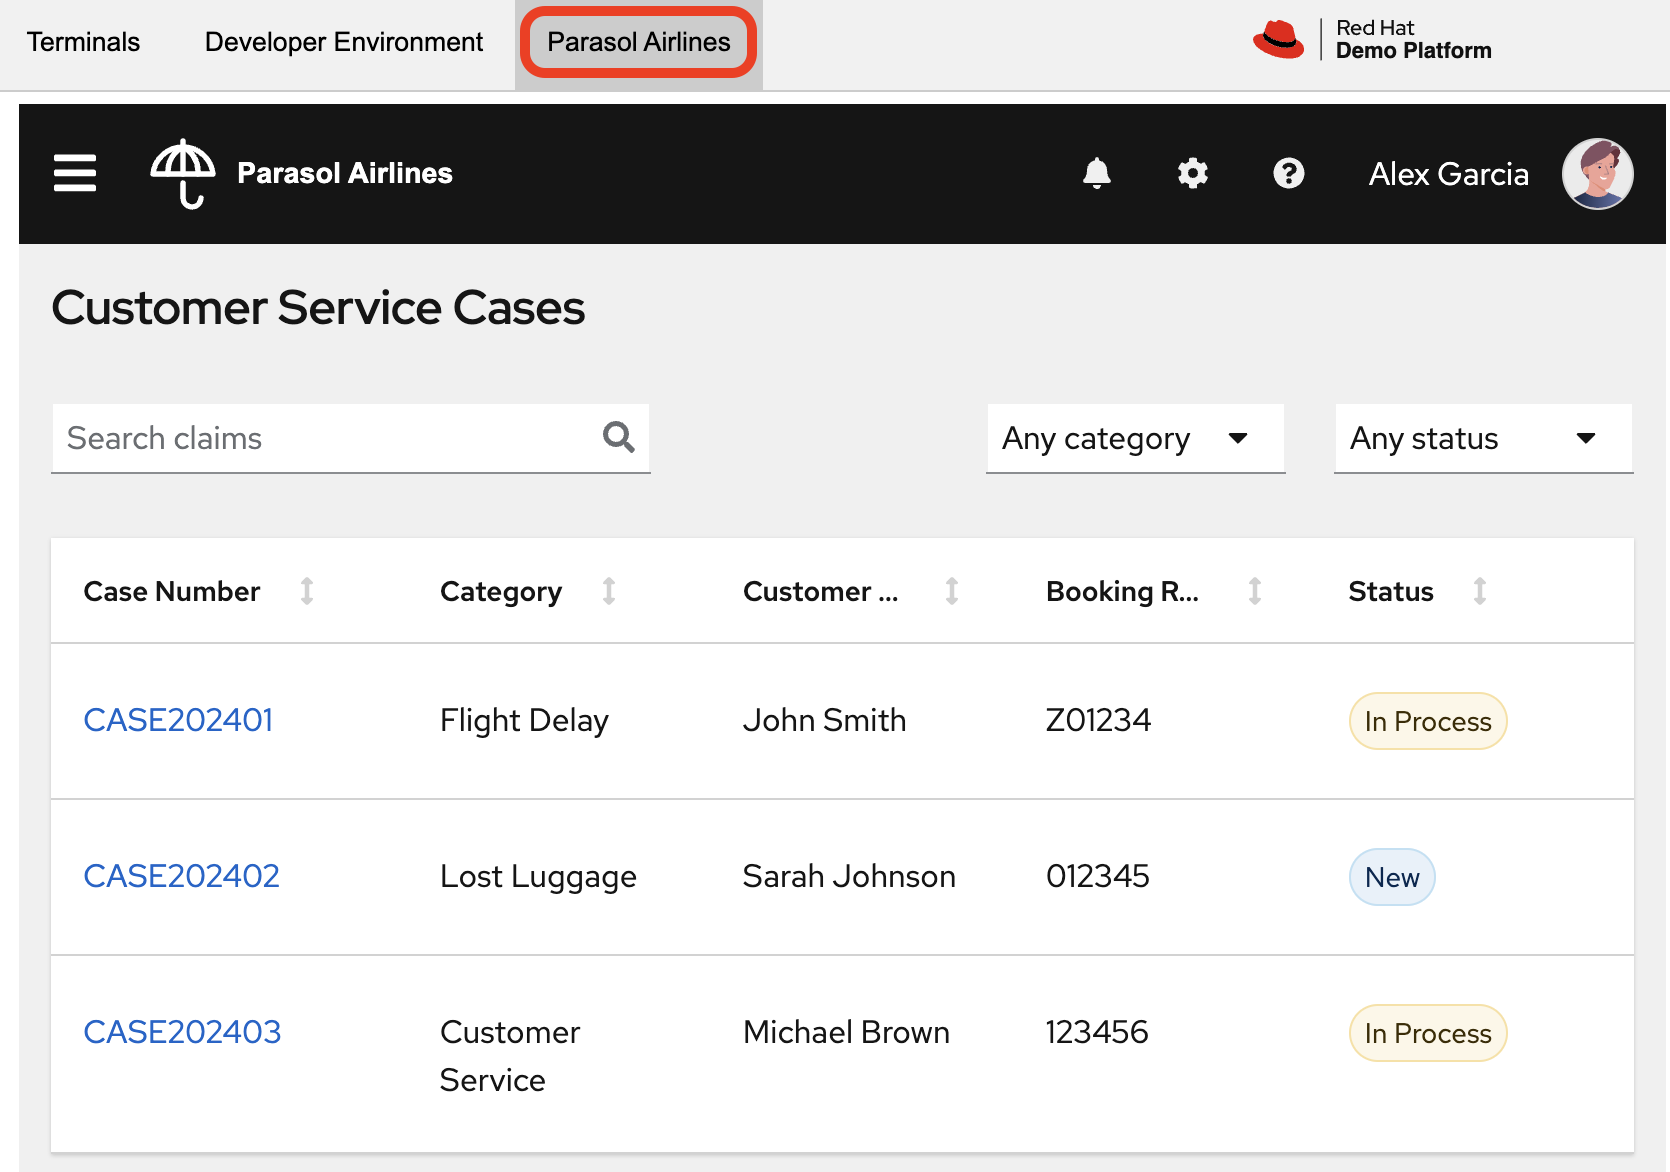 Terminals
Developer Environment
Parasol Airlines
Red Hat
Demo Platform
Parasol Airlines
Alex Garcia
Customer Service Cases
Search claims
Any category
Any status
Case Number
Category
Customer ...
Booking R...
Status
CASE202401
Flight Delay
John Smith
Z01234
In Process
CASE202402
Lost Luggage
Sarah Johnson
012345
New
CASE202403
Customer
Service
Michael Brown
123456
In Process